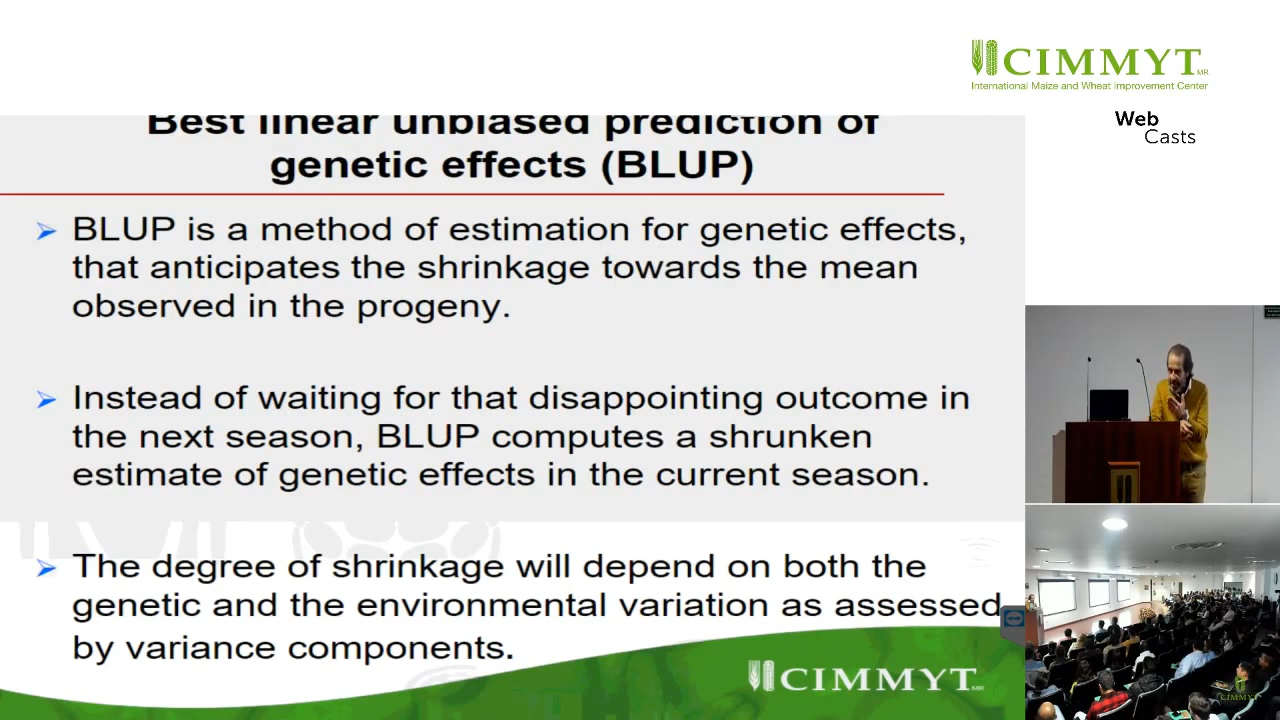 CIMMYT MR
International Maize and Wheat Improvement Center
Web
Casts
Best linear unbiased prediction of
genetic effects (BLUP)
➢ BLUP is a method of estimation for genetic effects,
that anticipates the shrinkage towards the mean
observed in the progeny.
➢ Instead of waiting for that disappointing outcome in
the next season, BLUP computes a shrunken
estimate of genetic effects in the current season.
➢ The degree of shrinkage will depend on both the
genetic and the environmental variation as assessed
by variance components.
CIMMYT MR
CIMMYT